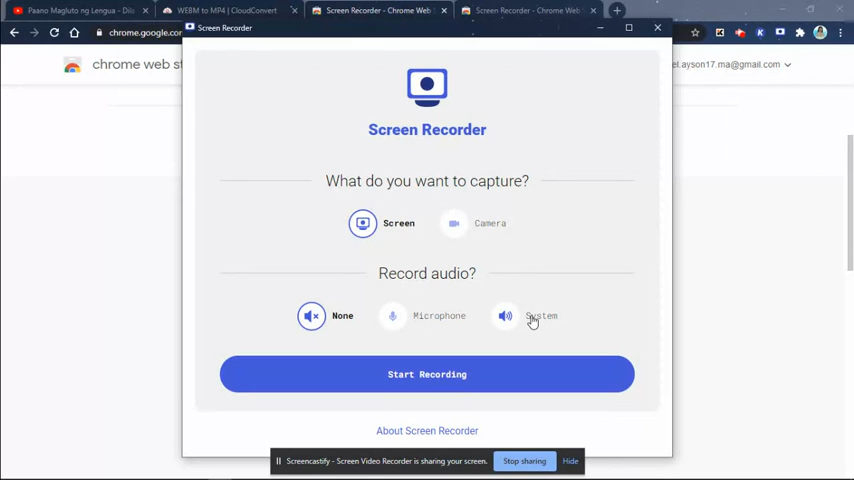 Paano Magluto ng Lengua - Dila
WEBM to MP4 | CloudConvert
Screen Recorder - Chrome Web S
Screen Recorder - Chrome Web S
chrome.google.com
Screen Recorder
chrome web st
el.ayson17.ma@gmail.com
Screen Recorder
What do you want to capture?
Screen
Camera
Record audio?
None
Microphone
System
Start Recording
About Screen Recorder
Screencastify - Screen Video Recorder is sharing your screen.
Stop sharing
Hide